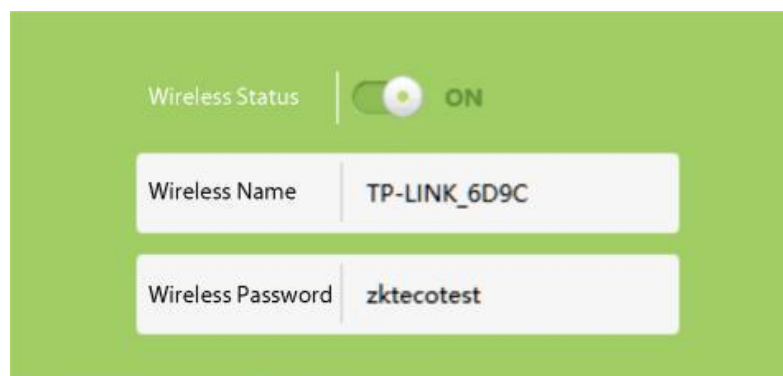 Wireless Status ON
Wireless Name TP-LINK_6D9C
Wireless Password zktecotest